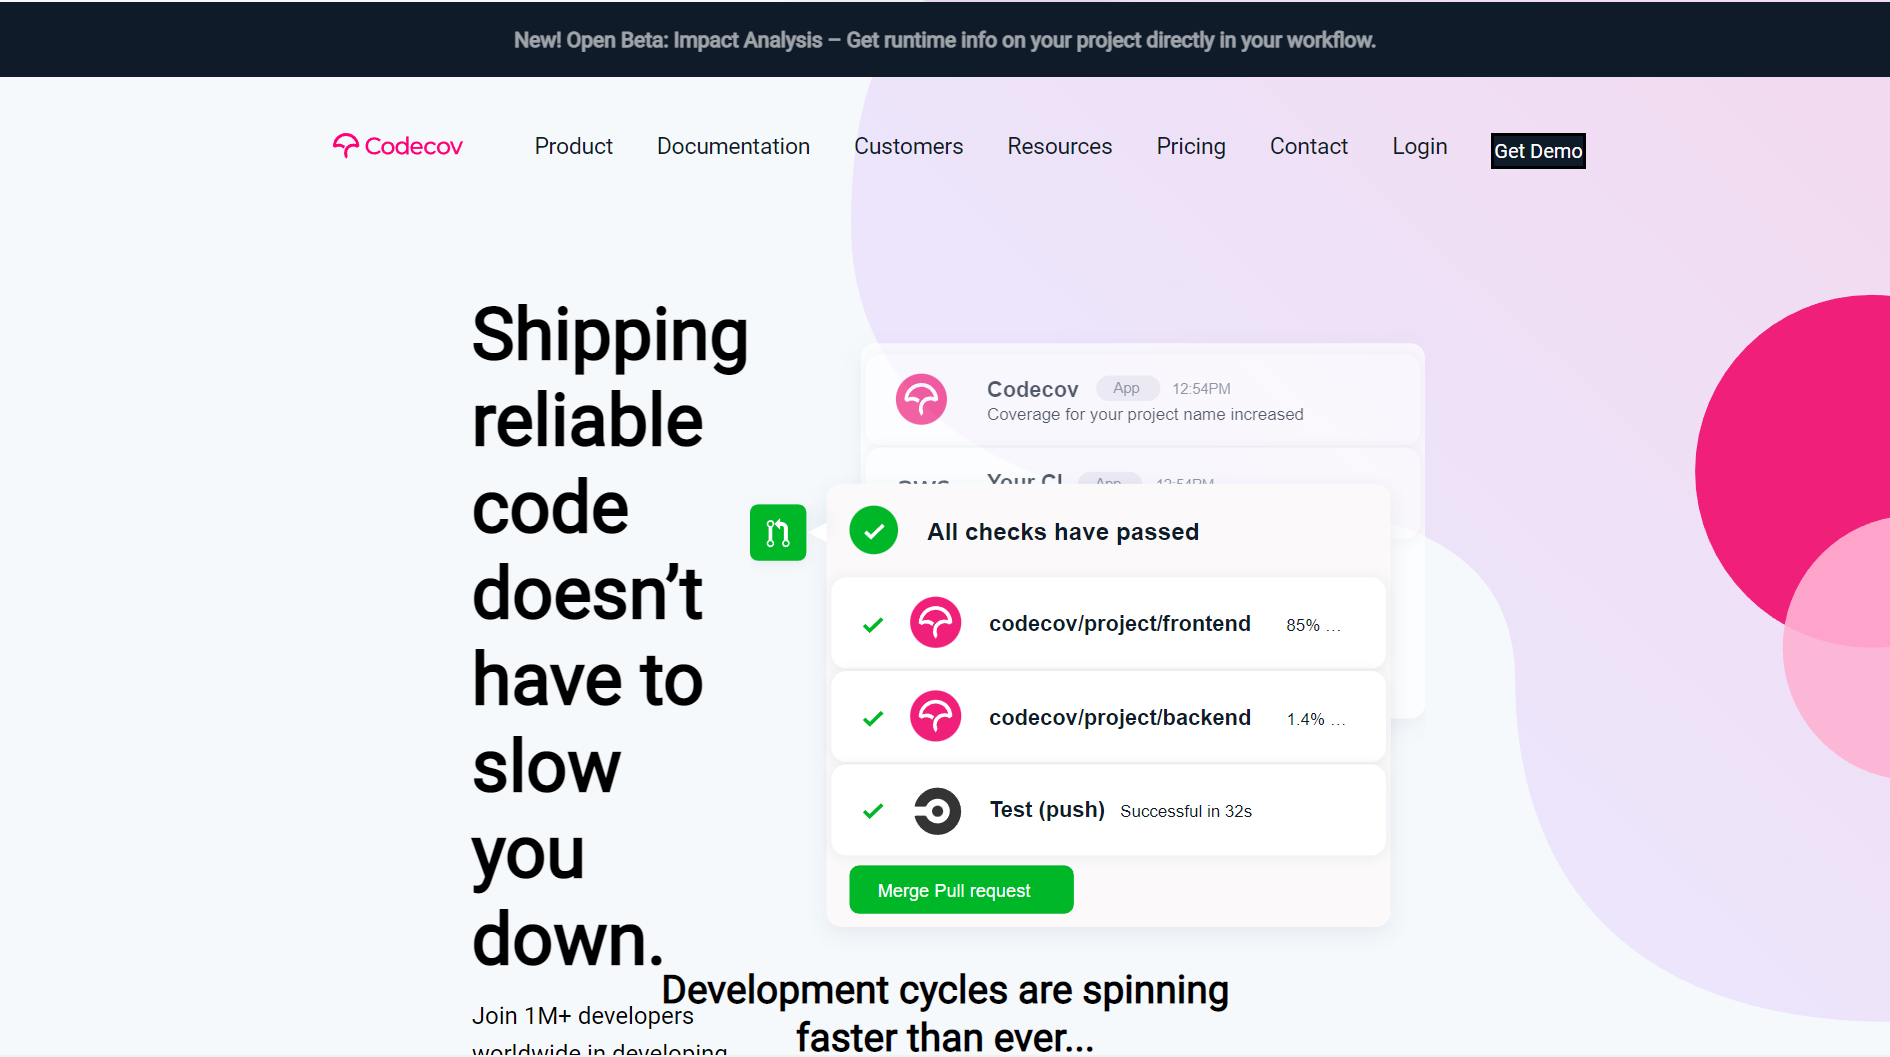 New! Open Beta: Impact Analysis – Get runtime info on your project directly in your workflow.
Codecov
Product
Documentation
Customers
Resources
Pricing
Contact
Login
Get Demo
Shipping
reliable
code
doesn’t
have to
slow
you
down.
Join 1M+ developers
worldwide in developing
Codecov App 12:54PM
Coverage for your project name increased
aws Your CI App 12:54PM
All checks have passed
codecov/project/frontend 85% ...
codecov/project/backend 1.4% ...
Test (push) Successful in 32s
Merge Pull request
Development cycles are spinning
faster than ever...